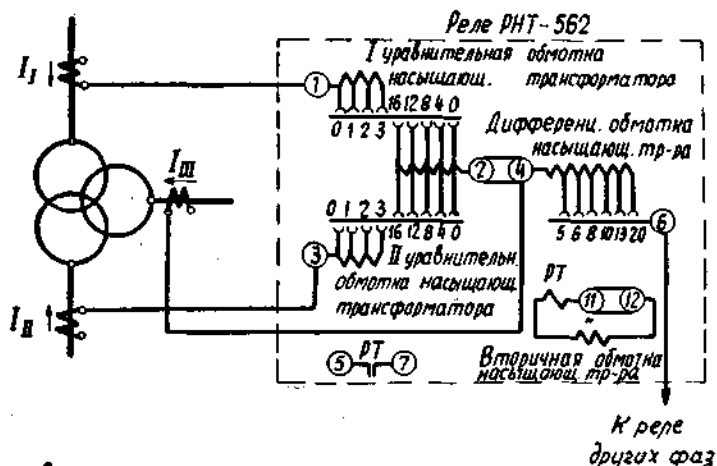 Реле РНТ-562
I уравнительная обмотка
насыщающ. трансформатора
I_I
1
16 12 8 4 0
0 1 2 3
Дифференц. обмотка
насыщающ. тр-ра
I_III
2
4
0 1 2 3
16 12 8 4 0
5 6 8 10 13 20
6
3
II уравнительн.
обмотка насыщающ.
трансформатора
РТ
11
12
I_II
РТ
5
7
Вторичная обмотка
насыщающ. тр-ра
К реле
других фаз